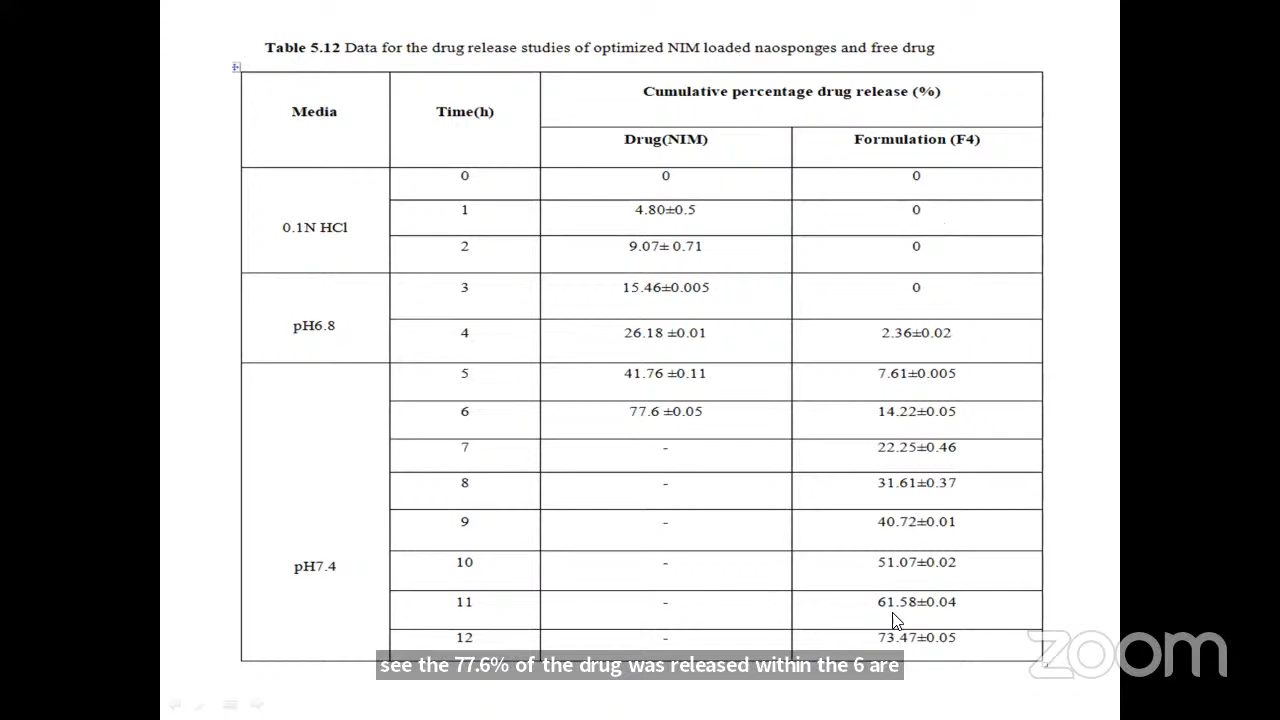 Table 5.12 Data for the drug release studies of optimized NIM loaded naosponges and free drug
Media Time(h) Cumulative percentage drug release (%)
Drug(NIM) Formulation (F4)
0.1N HCl
0 0 0
1 4.80±0.5 0
2 9.07± 0.71 0
pH6.8
3 15.46±0.005 0
4 26.18 ±0.01 2.36±0.02
pH7.4
5 41.76 ±0.11 7.61±0.005
6 77.6 ±0.05 14.22±0.05
7 - 22.25±0.46
8 - 31.61±0.37
9 - 40.72±0.01
10 - 51.07±0.02
11 - 61.58±0.04
12 - 73.47±0.05
see the 77.6% of the drug was released within the 6 are
zoom